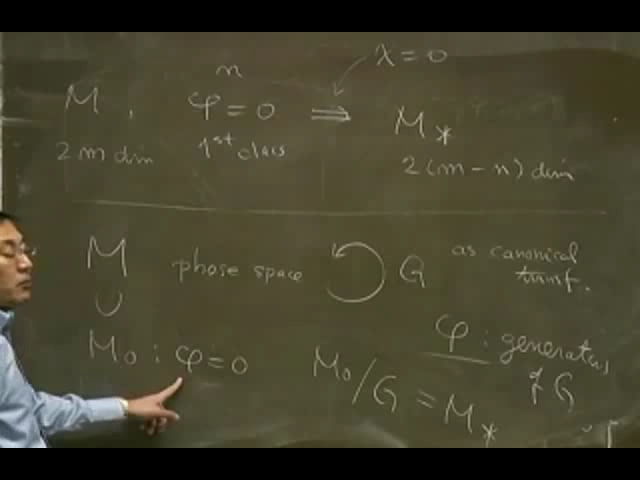 n
χ = 0
M, φ = 0 ⇒ M*
2m dim 1st class 2(m-n) dim
M phase space ↺ G as canonical transf.
∪
φ : generators of G
M0 : φ = 0
M0/G = M*